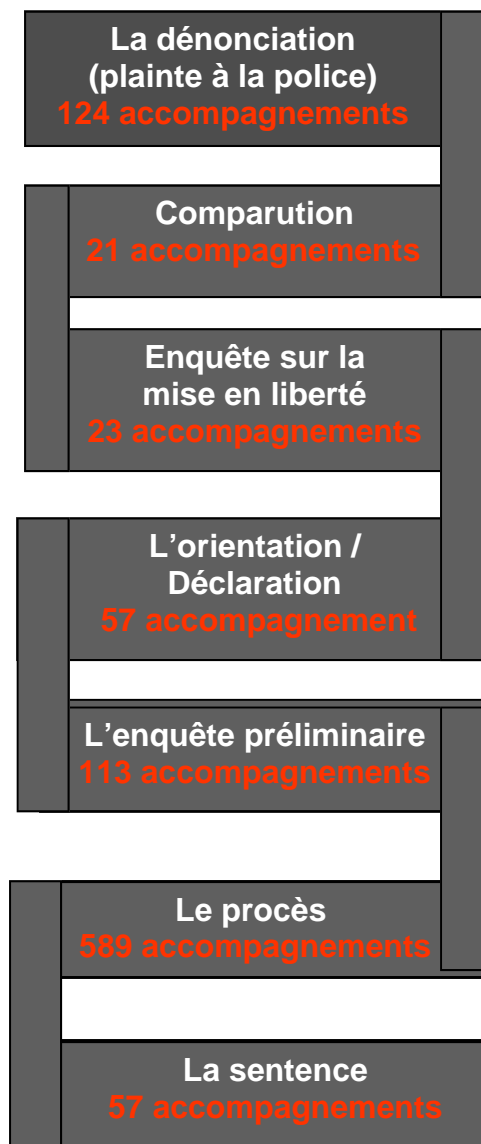 La dénonciation
(plainte à la police)
124 accompagnements
Comparution
21 accompagnements
Enquête sur la
mise en liberté
23 accompagnements
L’orientation /
Déclaration
57 accompagnement
L’enquête préliminaire
113 accompagnements
Le procès
589 accompagnements
La sentence
57 accompagnements